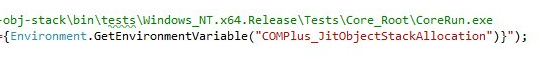 -obj-stack\bin\tests\Windows_NT.x64.Release\Tests\Core_Root\CoreRun.exe
={Environment.GetEnvironmentVariable("COMPlus_JitObjectStackAllocation")}");